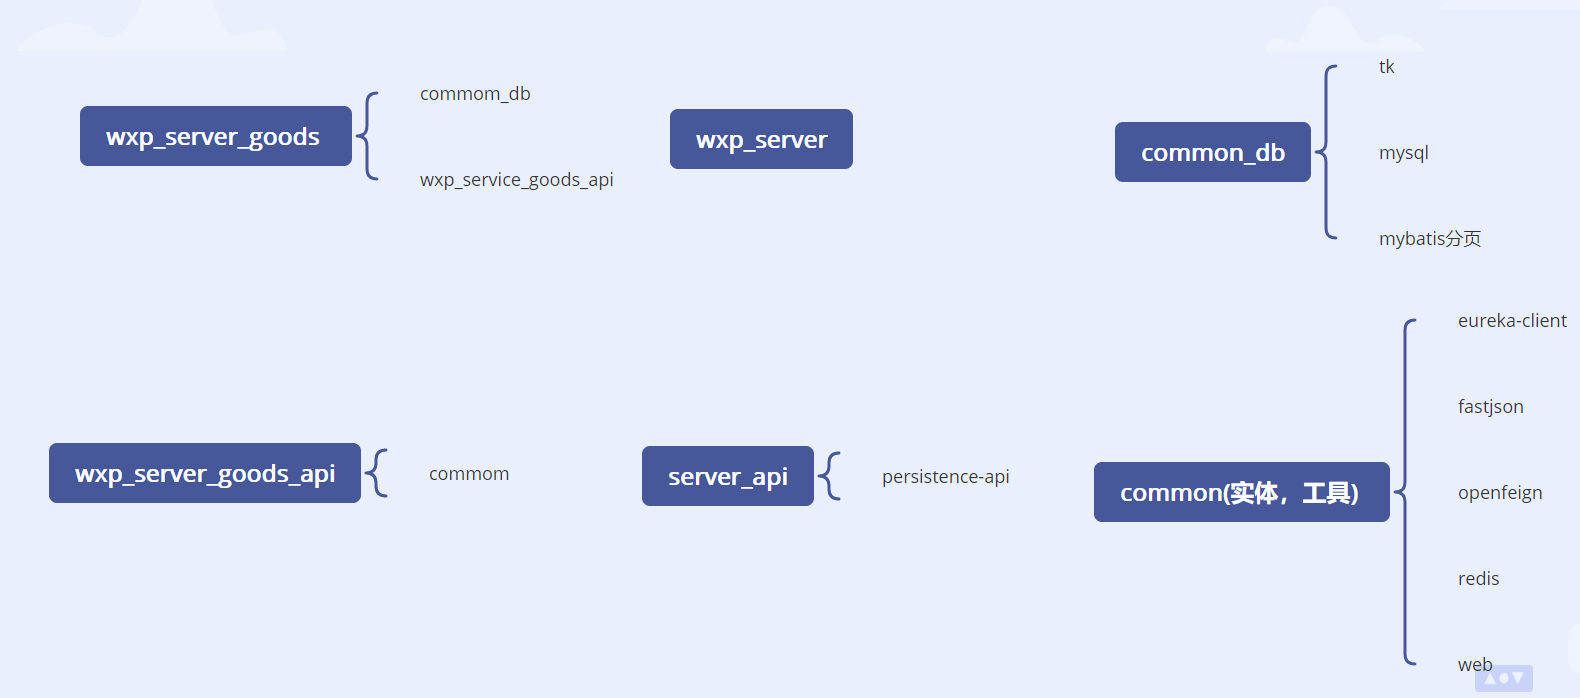 wxp_server_goods
commom_db
wxp_service_goods_api
wxp_server
common_db
tk
mysql
mybatis分页
wxp_server_goods_api
commom
server_api
persistence-api
common(实体，工具)
eureka-client
fastjson
openfeign
redis
web